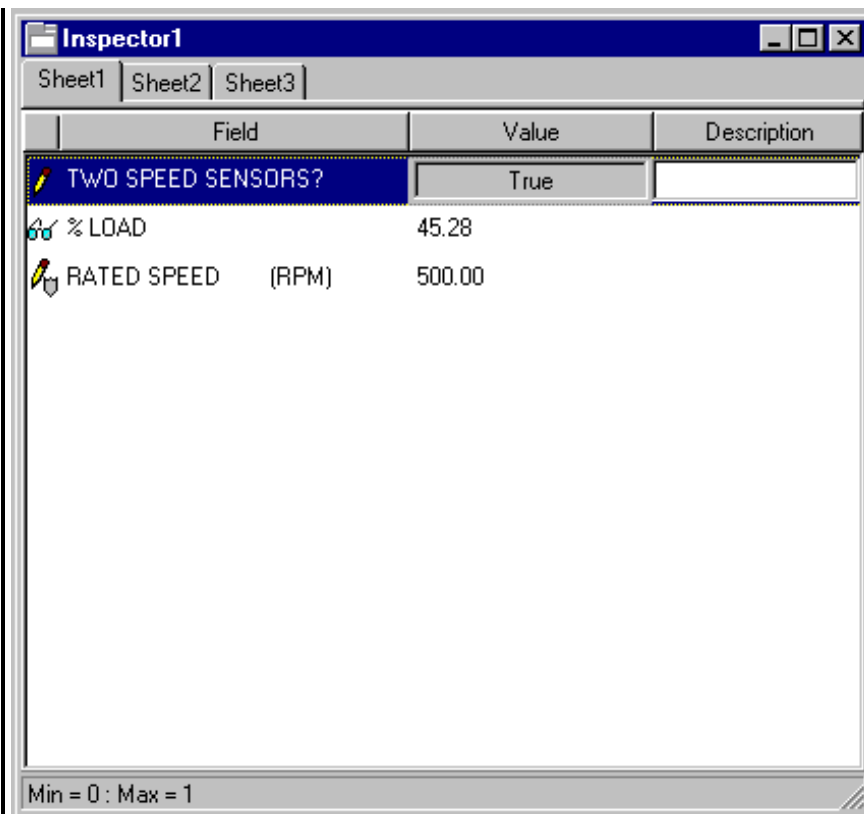 Inspector1
Sheet1 Sheet2 Sheet3
Field Value Description
TWO SPEED SENSORS? True
% LOAD 45.28
RATED SPEED (RPM) 500.00
Min = 0 : Max = 1